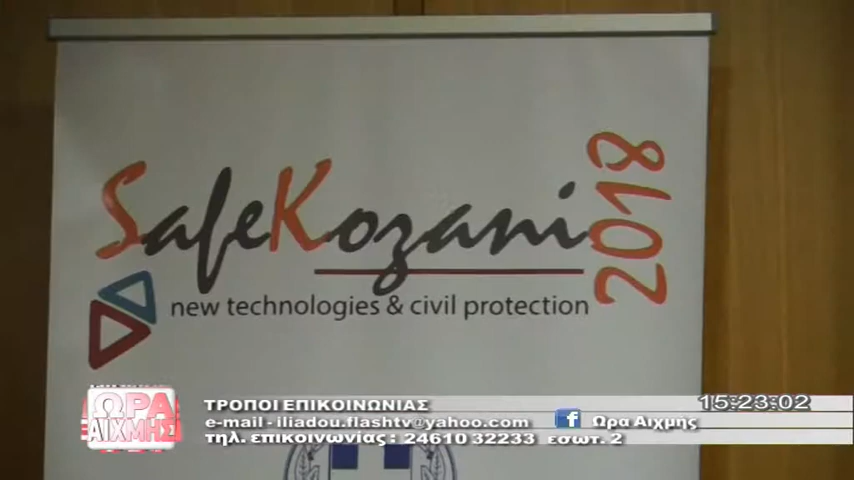 SafeKozani 2018
new technologies & civil protection
ΩΡΑ
ΑΙΧΜΗΣ
ΤΡΟΠΟΙ ΕΠΙΚΟΙΝΩΝΙΑΣ
e-mail - iliadou.flashtv@yahoo.com
f Ωρα Αιχμής
τηλ. επικοινωνίας : 24610 32233 εσωτ. 2
15:23:02